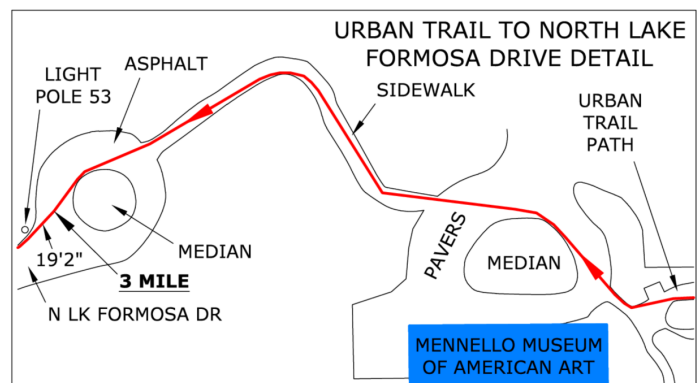 URBAN TRAIL TO NORTH LAKE
FORMOSA DRIVE DETAIL
LIGHT
POLE 53
ASPHALT
SIDEWALK
URBAN
TRAIL
PATH
MEDIAN
PAVERS
MEDIAN
19'2"
3 MILE
N LK FORMOSA DR
MENNELLO MUSEUM
OF AMERICAN ART